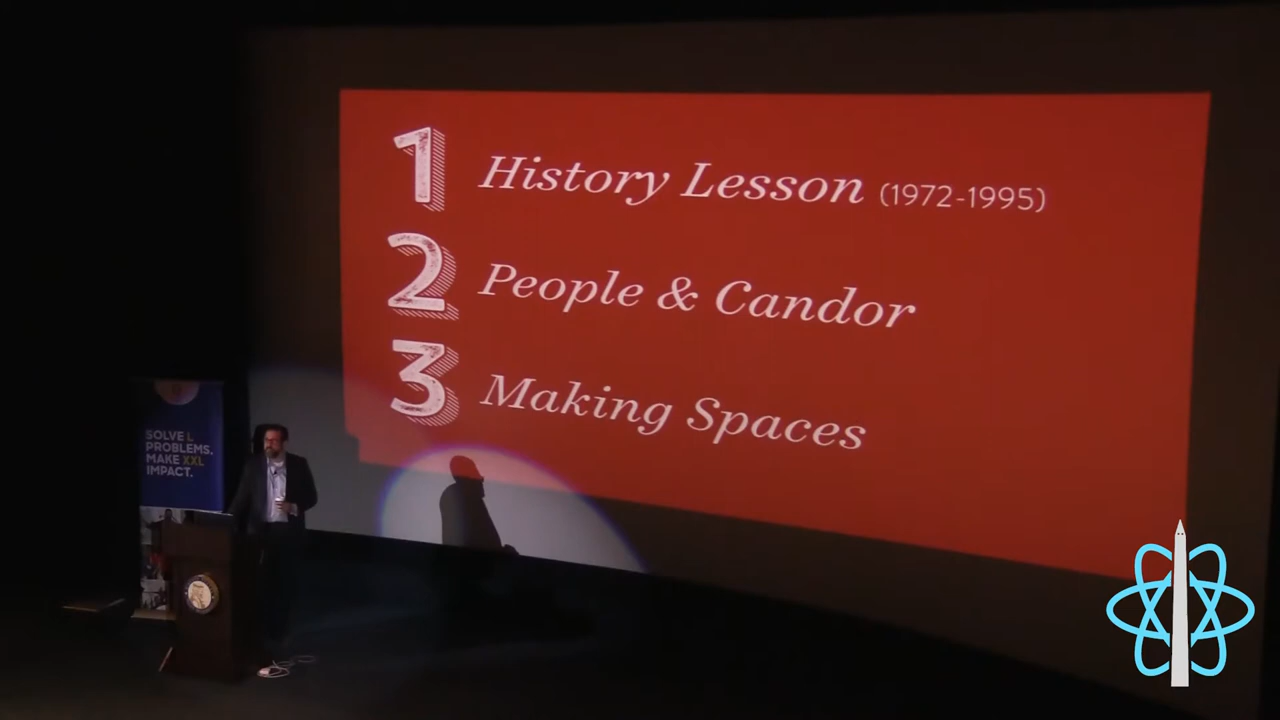 1 History Lesson (1972-1995)
2 People & Candor
3 Making Spaces
SOLVE L
PROBLEMS.
MAKE XXL
IMPACT.